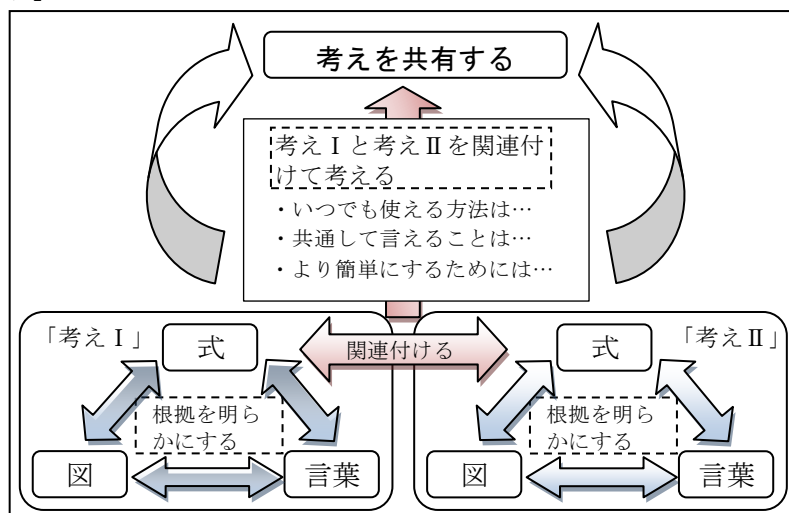 考えを共有する
考えⅠと考えⅡを関連付
けて考える
・いつでも使える方法は…
・共通して言えることは…
・より簡単にするためには…
「考えⅠ」
式
根拠を明ら
かにする
図
言葉
関連付ける
「考えⅡ」
式
根拠を明ら
かにする
図
言葉